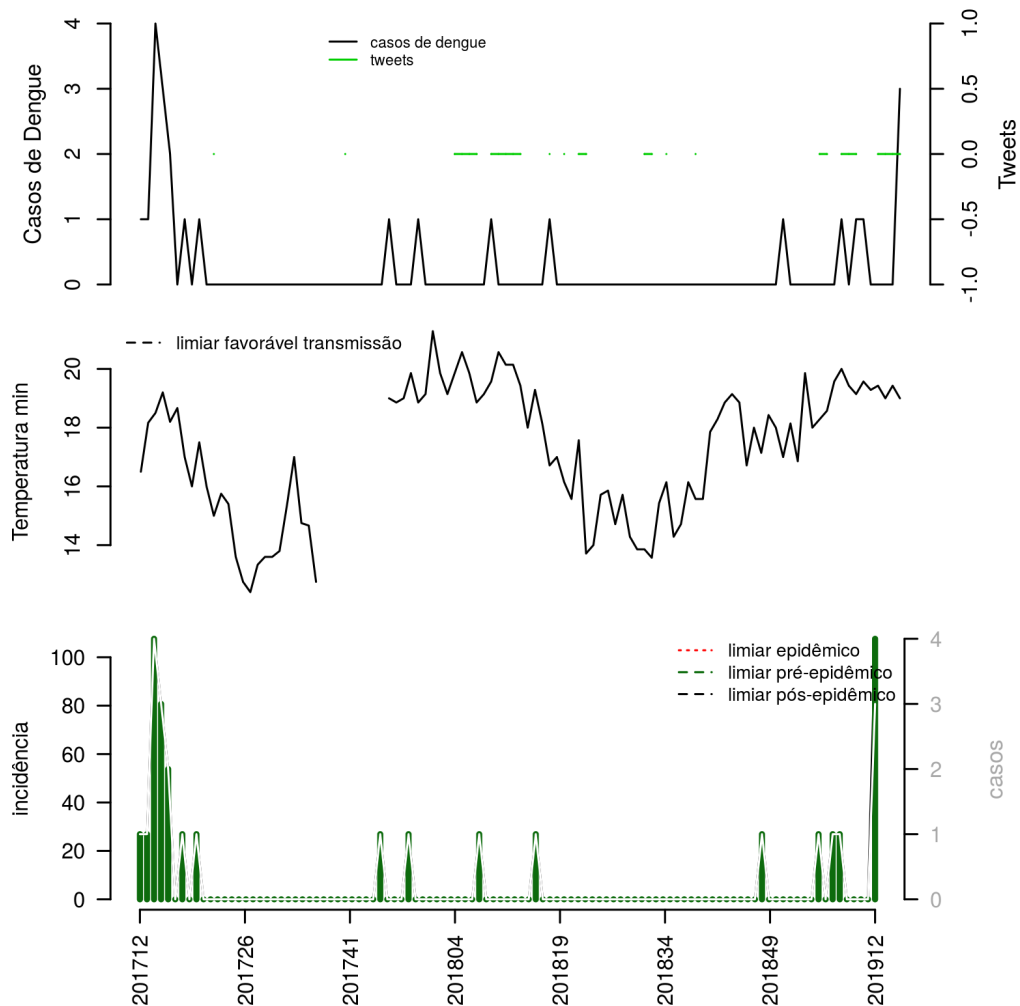 casos de dengue
tweets
Casos de Dengue
0 1 2 3 4
Tweets
-1.0 -0.5 0.0 0.5 1.0
limiar favorável transmissão
Temperatura min
14 16 18 20
limiar epidêmico
limiar pré-epidêmico
limiar pós-epidêmico
incidência
0 20 40 60 80 100
casos
0 1 2 3 4
201712 201726 201741 201804 201819 201834 201849 201912